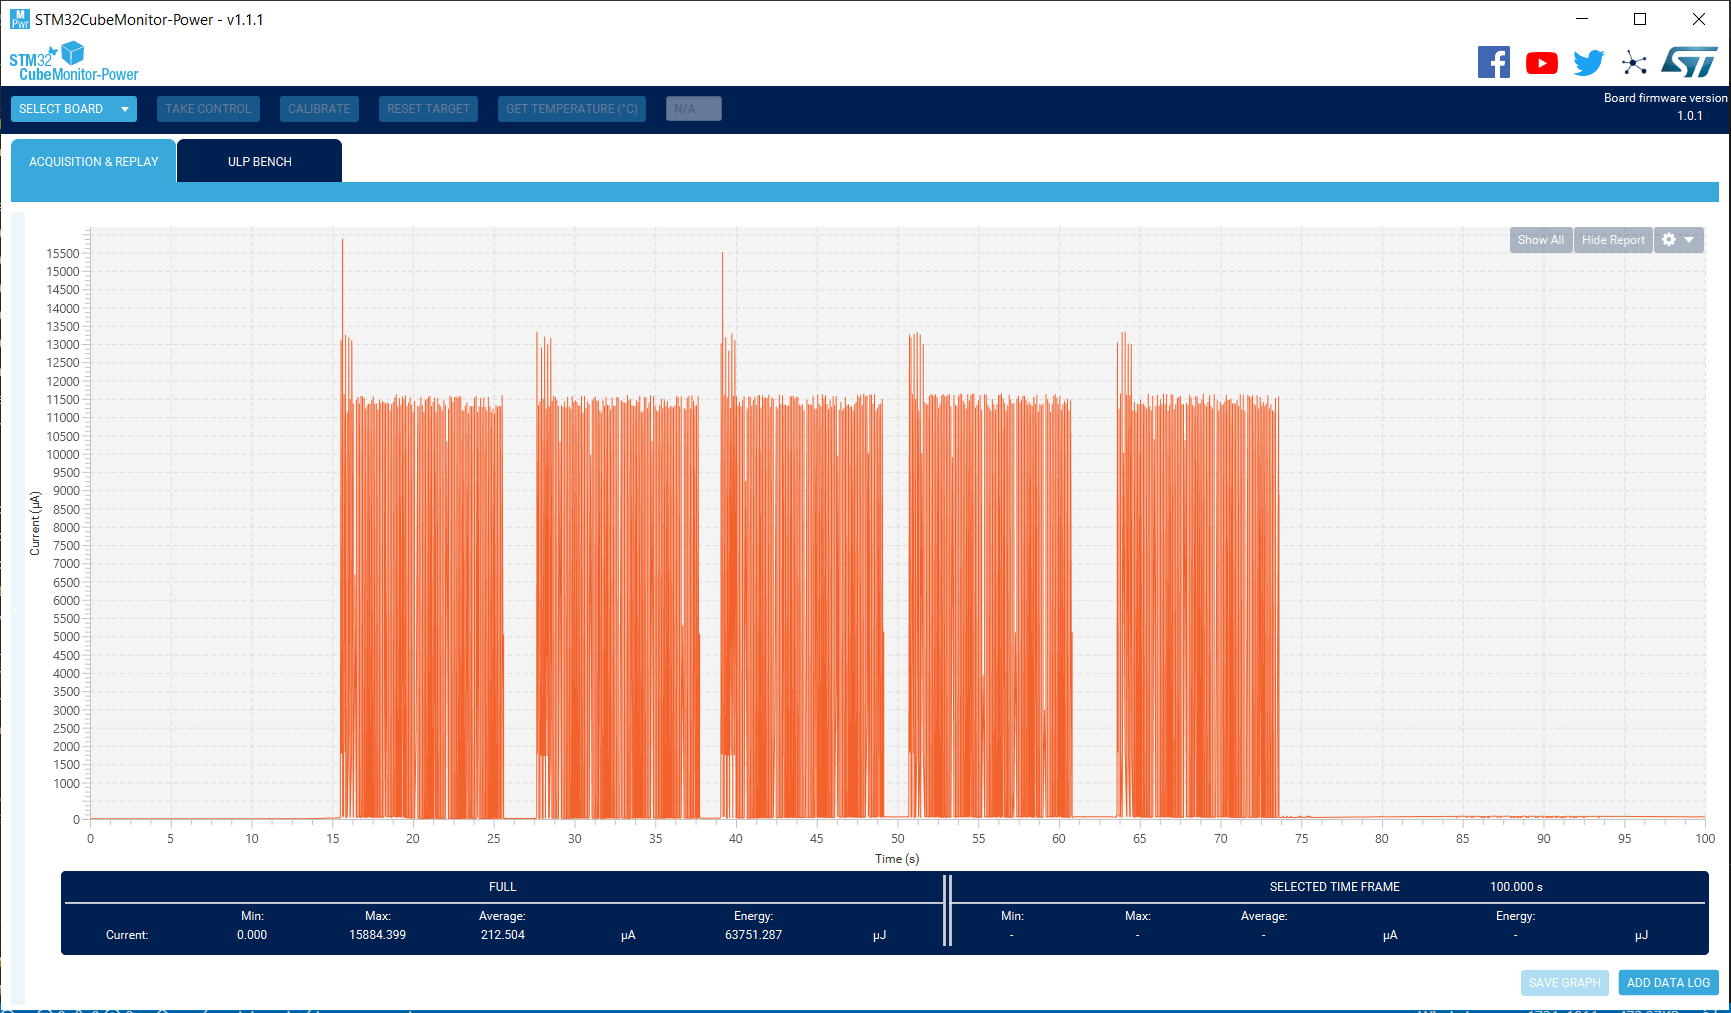 STM32CubeMonitor-Power - v1.1.1
STM32
CubeMonitor-Power
SELECT BOARD
TAKE CONTROL
CALIBRATE
RESET TARGET
GET TEMPERATURE (°C)
N/A
Board firmware version
1.0.1
ACQUISITION & REPLAY
ULP BENCH
Show All
Hide Report
15500
15000
14500
14000
13500
13000
12500
12000
11500
11000
10500
10000
9500
9000
8500
8000
7500
7000
6500
6000
5500
5000
4500
4000
3500
3000
2500
2000
1500
1000
0
Current (µA)
0 5 10 15 20 25 30 35 40 45 50 55 60 65 70 75 80 85 90 95 100
Time (s)
FULL
Min: Max: Average: Energy:
Current: 0.000 15884.399 212.504 µA 63751.287 µJ
SELECTED TIME FRAME 100.000 s
Min: Max: Average: Energy:
- - - µA - µJ
SAVE GRAPH
ADD DATA LOG